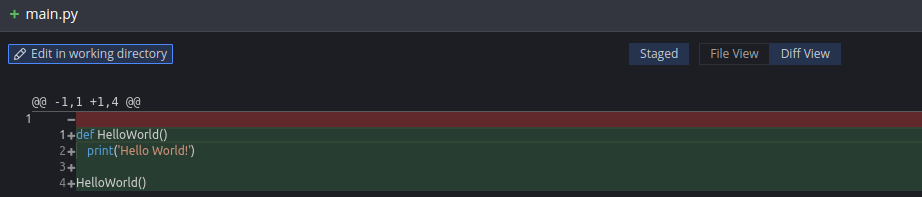 + main.py
Edit in working directory
Staged File View Diff View
@@ -1,1 +1,4 @@
1 −
1 +def HelloWorld()
2 +  print('Hello World!')
3 +
4 +HelloWorld()